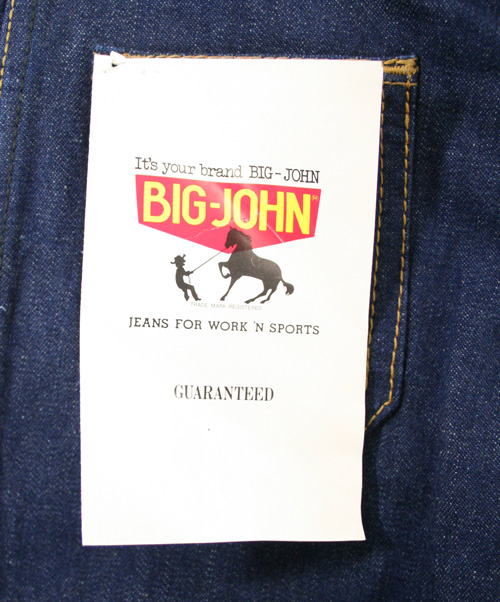 It's your brand BIG-JOHN
BIG-JOHN®
TRADE MARK REGISTERED
JEANS FOR WORK 'N SPORTS
GUARANTEED